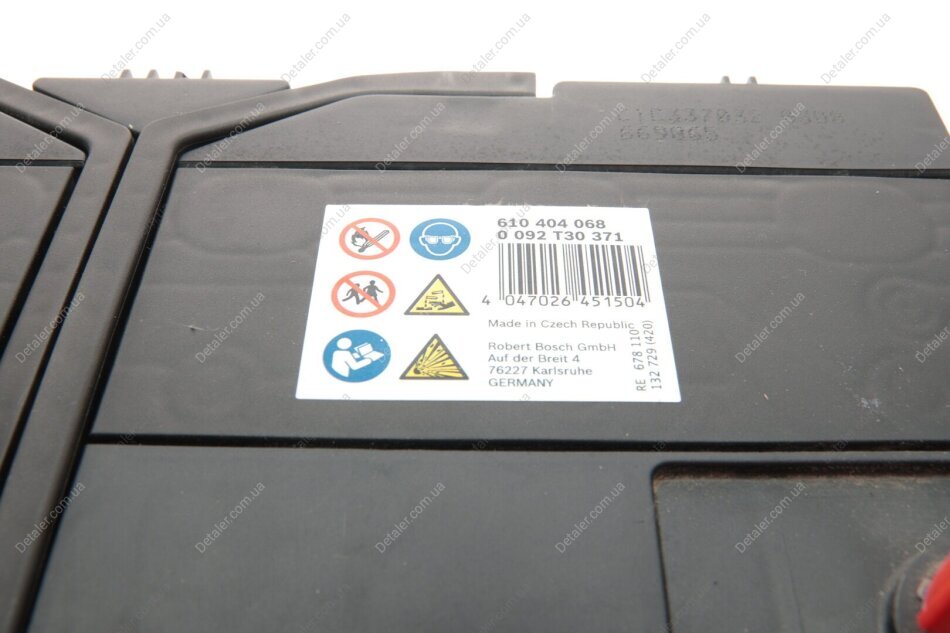 669065
610 404 068
0 092 T30 371
4 047026 451504
Made in Czech Republic
Robert Bosch GmbH
Auf der Breit 4
76227 Karlsruhe
GERMANY
RE 678 110
132 729 (420)
Detaler.com.ua